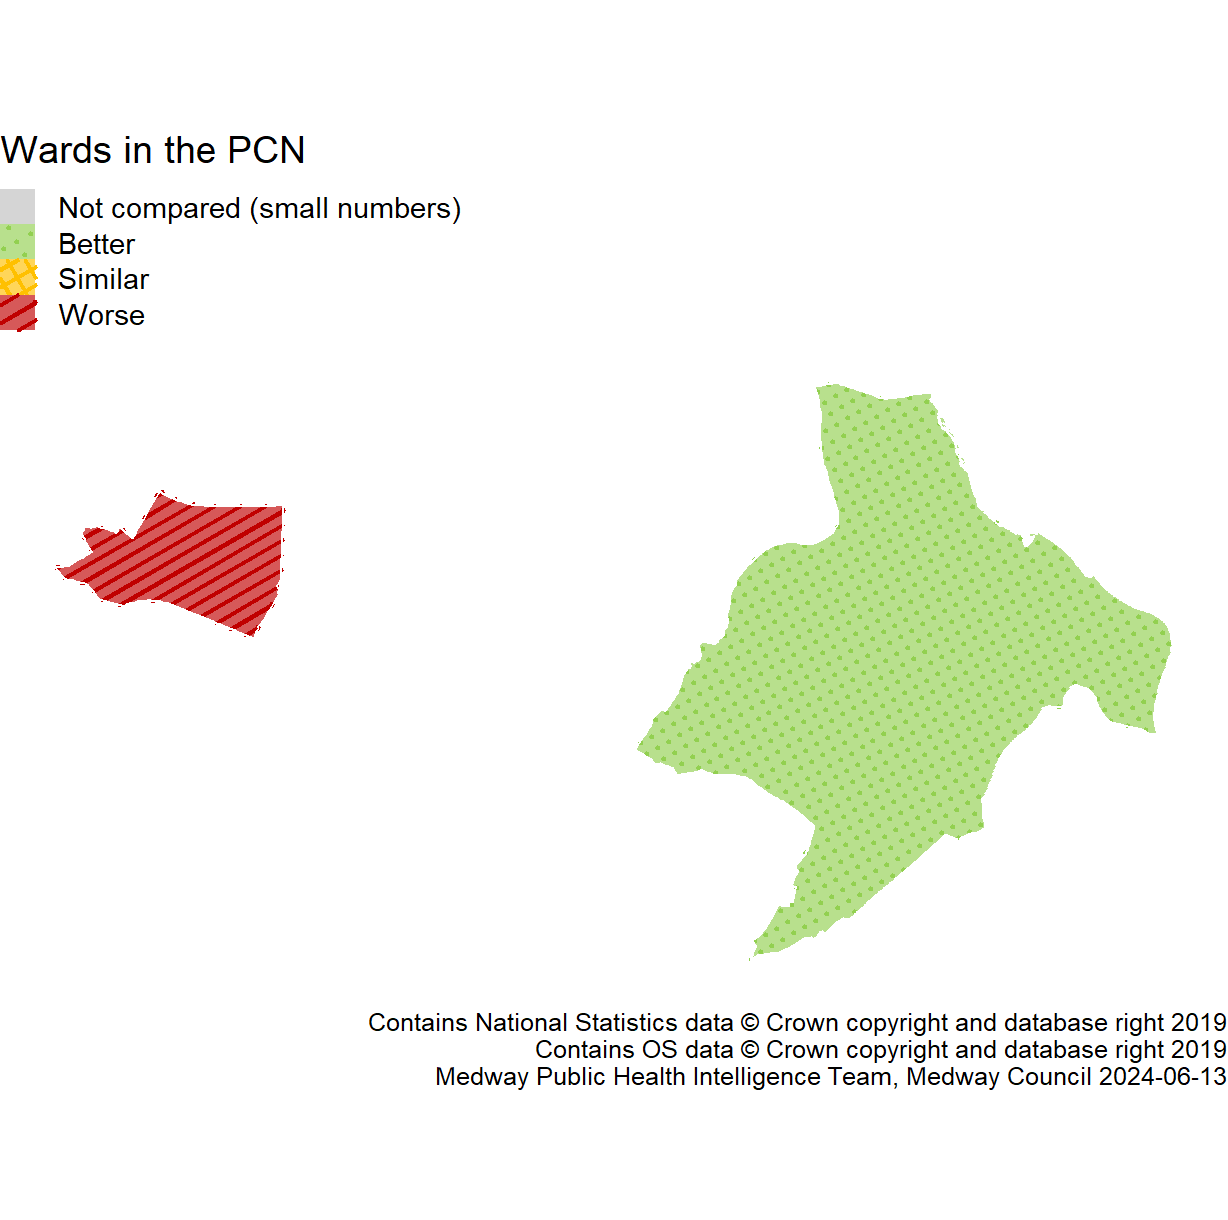 Wards in the PCN
Not compared (small numbers)
Better
Similar
Worse
Contains National Statistics data © Crown copyright and database right 2019
Contains OS data © Crown copyright and database right 2019
Medway Public Health Intelligence Team, Medway Council 2024-06-13